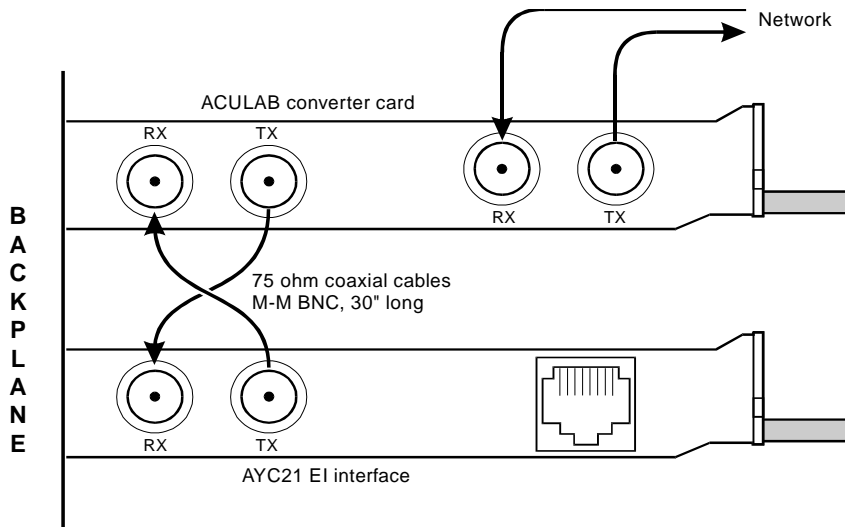 Network
ACULAB converter card
RX
TX
RX
TX
BACKPLANE
75 ohm coaxial cables
M-M BNC, 30" long
RX
TX
AYC21 EI interface